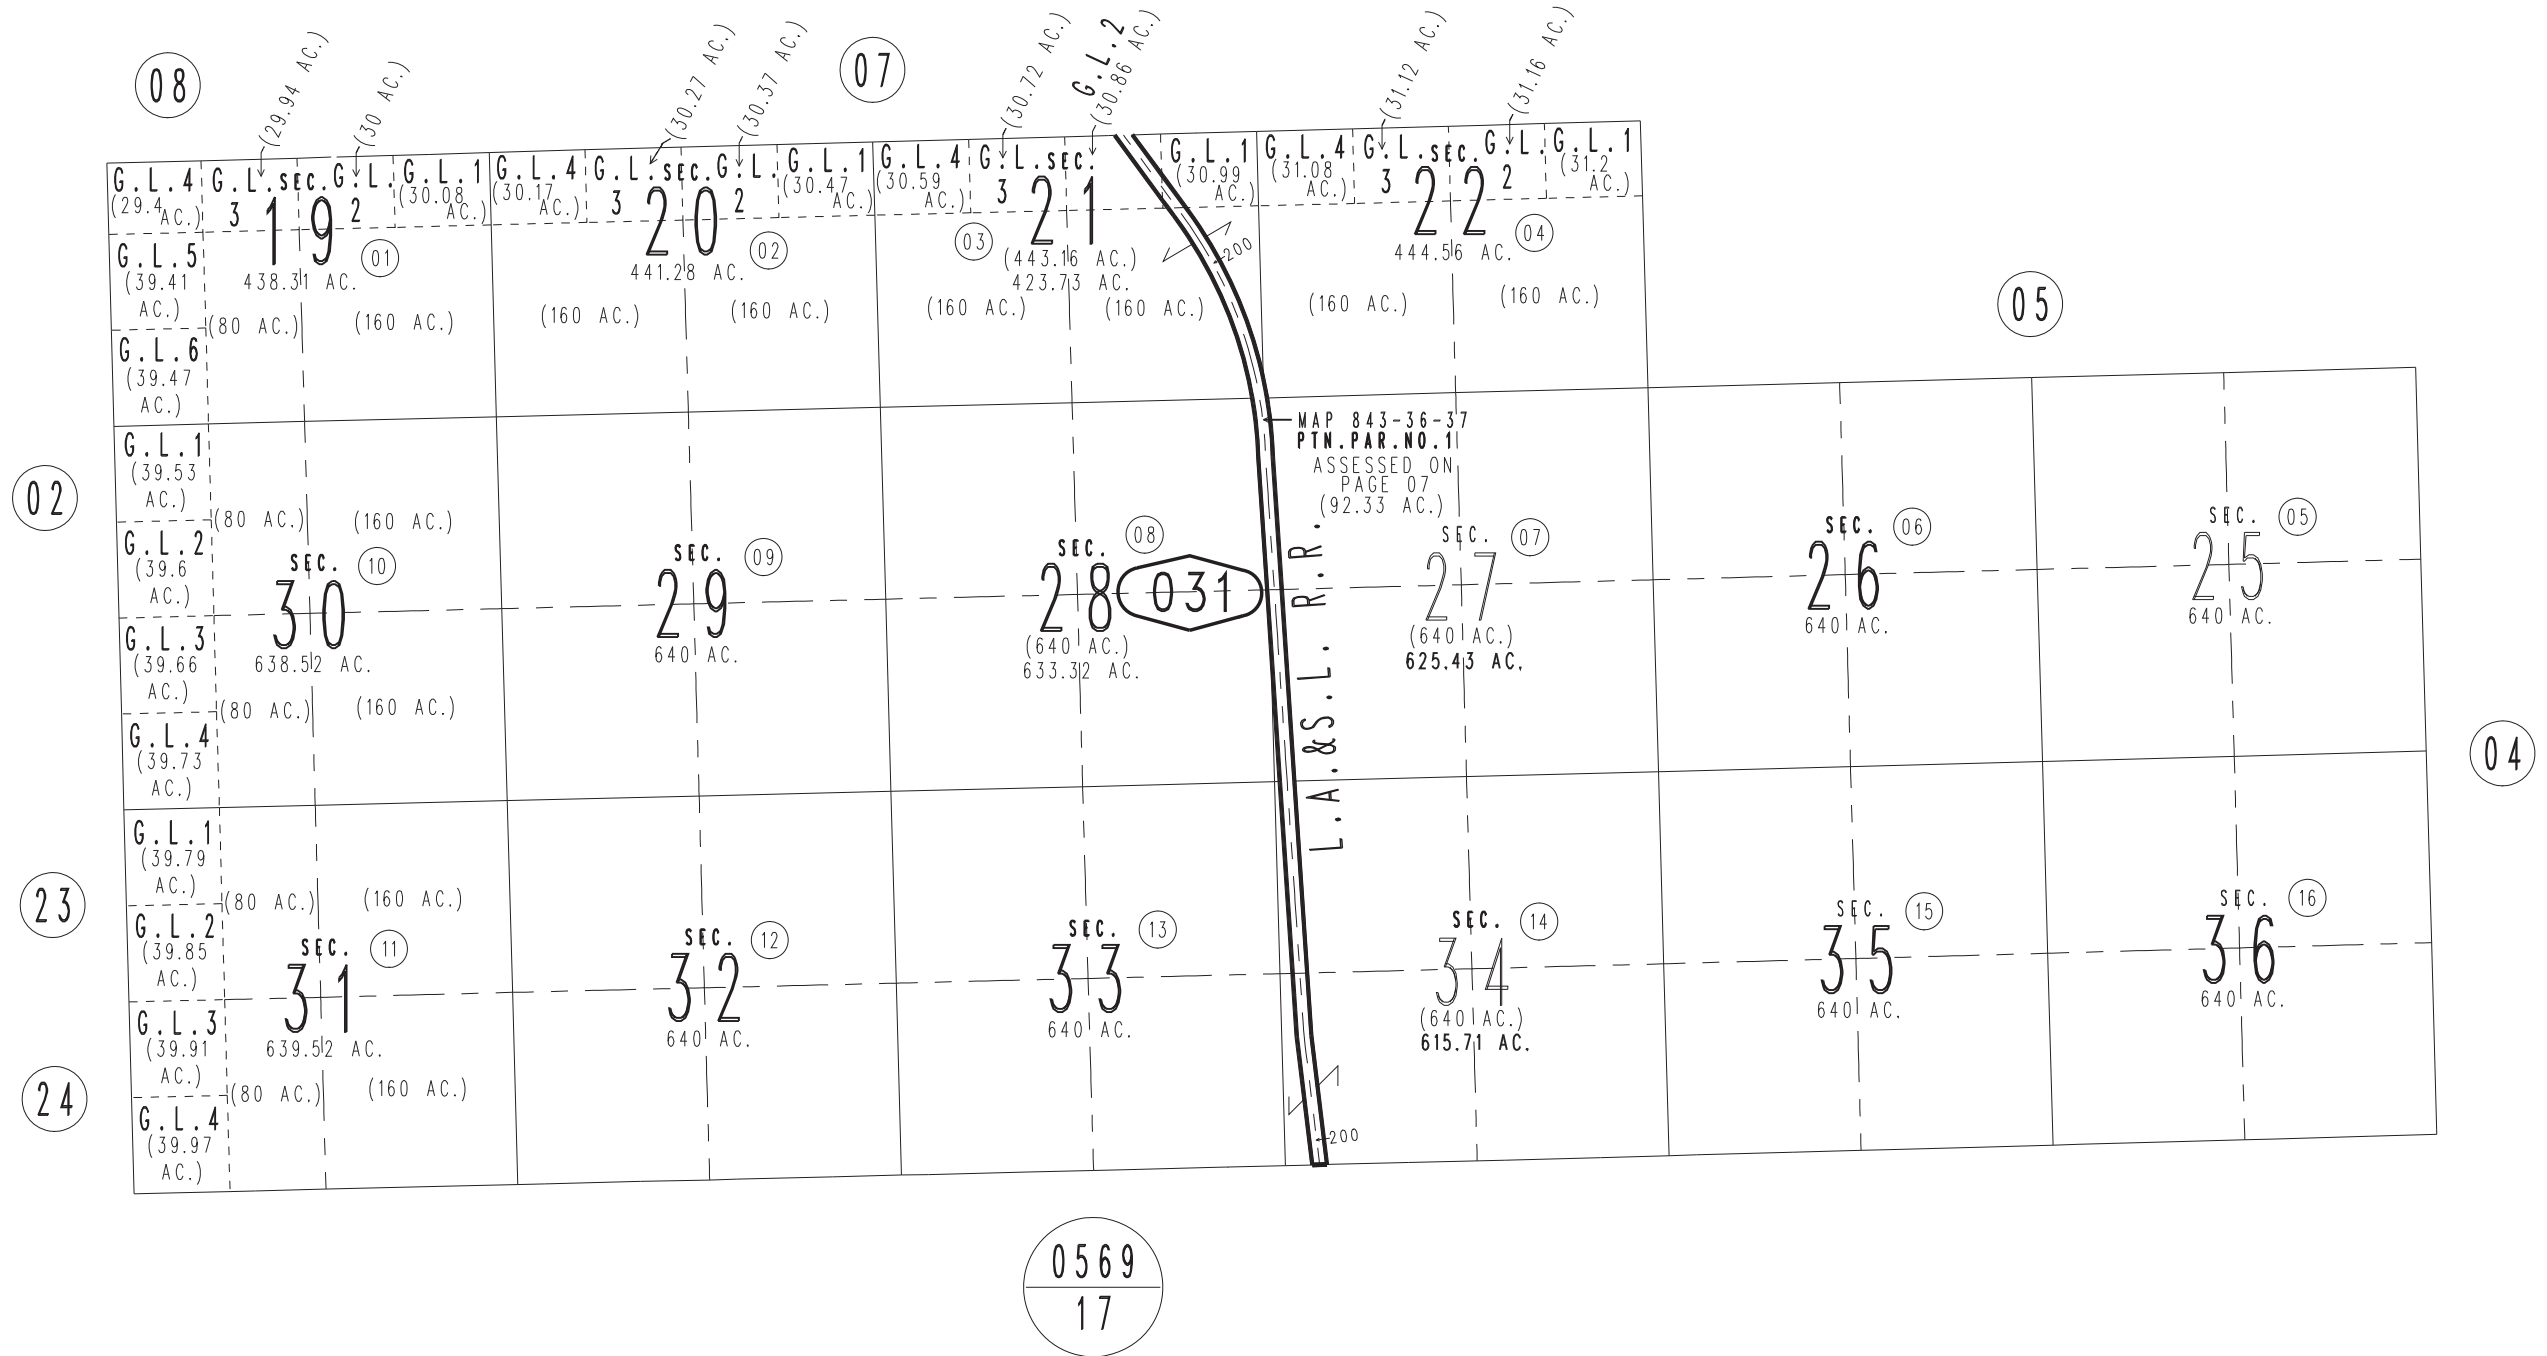 08
07
(29.94 AC.)
(30 AC.)
(30.27 AC.)
(30.37 AC.)
(30.72 AC.)
G.L.2
(30.86 AC.)
(31.12 AC.)
(31.16 AC.)
G.L.4
(29.4 AC.)
G.L. 3
SEC. 19
G.L. 2
G.L.1
(30.08 AC.)
01
438.31 AC.
G.L.5
(39.41 AC.)
(80 AC.)
(160 AC.)
G.L.6
(39.47 AC.)
G.L.4
(30.17 AC.)
G.L. 3
SEC. 20
G.L. 2
G.L.1
(30.47 AC.)
02
441.28 AC.
(160 AC.)
(160 AC.)
G.L.4
(30.59 AC.)
G.L. 3
SEC. 21
G.L.1
(30.99 AC.)
03
(443.16 AC.)
423.73 AC.
(160 AC.)
(160 AC.)
200
G.L.4
(31.08 AC.)
G.L. 3
SEC. 22
G.L. 2
G.L.1
(31.2 AC.)
04
444.56 AC.
(160 AC.)
(160 AC.)
05
MAP 843-36-37
PTN.PAR.NO.1
ASSESSED ON
PAGE 07
(92.33 AC.)
02
G.L.1
(39.53 AC.)
(80 AC.)
(160 AC.)
G.L.2
(39.6 AC.)
SEC. 30
10
638.52 AC.
G.L.3
(39.66 AC.)
(80 AC.)
(160 AC.)
G.L.4
(39.73 AC.)
SEC. 29
09
640 AC.
SEC. 28
08
(640 AC.)
633.32 AC.
031
L.A.&S.L. R.R.
SEC. 27
07
(640 AC.)
625.43 AC.
SEC. 26
06
640 AC.
SEC. 25
05
640 AC.
04
23
G.L.1
(39.79 AC.)
(80 AC.)
(160 AC.)
G.L.2
(39.85 AC.)
SEC. 31
11
639.52 AC.
24
G.L.3
(39.91 AC.)
(80 AC.)
(160 AC.)
G.L.4
(39.97 AC.)
SEC. 32
12
640 AC.
SEC. 33
13
640 AC.
SEC. 34
14
(640 AC.)
615.71 AC.
200
SEC. 35
15
640 AC.
SEC. 36
16
640 AC.
0569
17